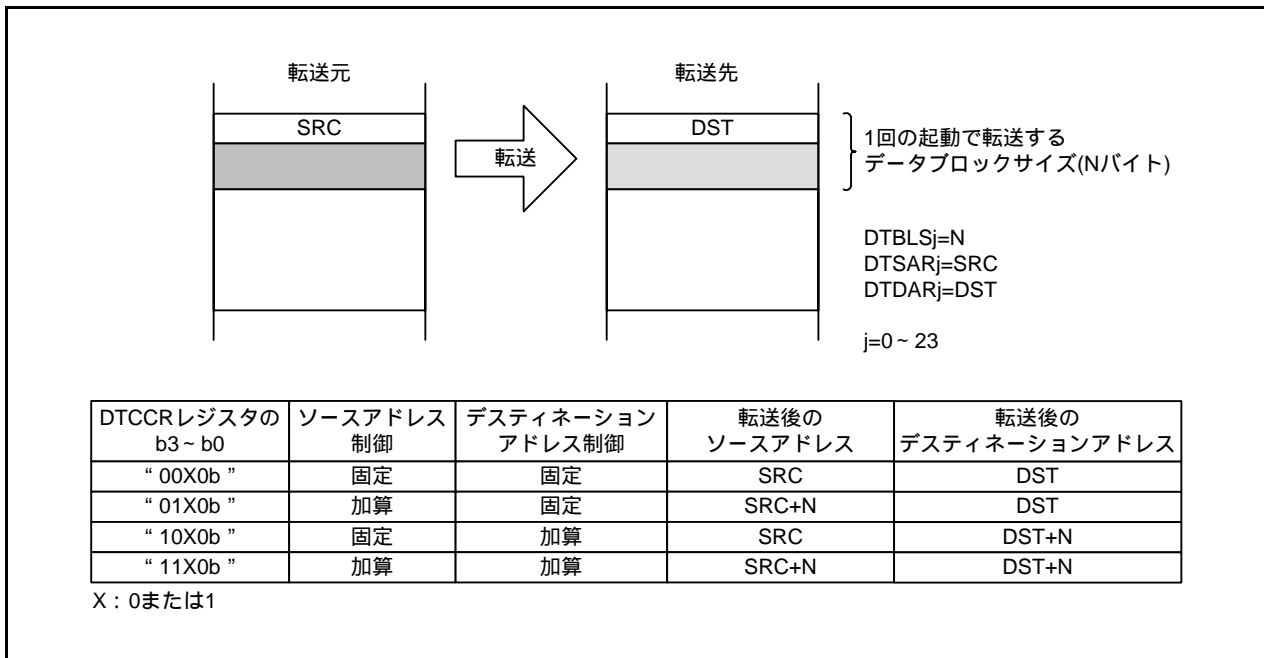 転送元
転送先
SRC
DST
転送
1回の起動で転送する
データブロックサイズ(Nバイト)
DTBLSj=N
DTSARj=SRC
DTDARj=DST
j=0~23
DTCCRレジスタの b3~b0 ソースアドレス制御 デスティネーションアドレス制御 転送後のソースアドレス 転送後のデスティネーションアドレス
“00X0b” 固定 固定 SRC DST
“01X0b” 加算 固定 SRC+N DST
“10X0b” 固定 加算 SRC DST+N
“11X0b” 加算 加算 SRC+N DST+N
X:0または1